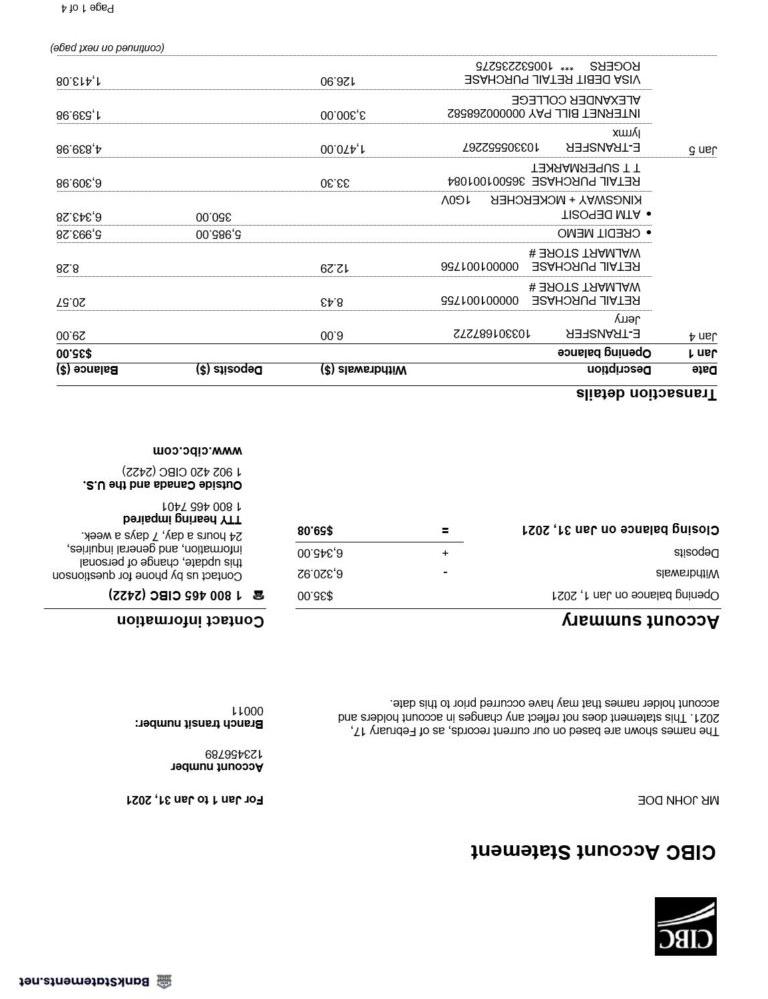 BankStatements.net
CIBC
CIBC Account Statement
MR JOHN DOE
For Jan 1 to Jan 31, 2021
Account number
123456789
Branch transit number:
00011
The names shown are based on our current records, as of February 17,
2021. This statement does not reflect any changes in account holders and
account holder names that may have occurred prior to this date.
Account summary
Opening balance on Jan 1, 2021 $35.00
Withdrawals - 6,320.92
Deposits + 6,345.00
Closing balance on Jan 31, 2021 = $59.08
Contact information
☎ 1 800 465 CIBC (2422)
Contact us by phone for questionson
this update, change of personal
information, and general inquiries,
24 hours a day, 7 days a week.
TTY hearing impaired
1 800 465 7401
Outside Canada and the U.S.
1 902 420 CIBC (2422)
www.cibc.com
Transaction details
Date Description Withdrawals ($) Deposits ($) Balance ($)
Jan 1 Opening balance $35.00
Jan 4 E-TRANSFER 103301687272 6.00 29.00
Jerry
RETAIL PURCHASE 000001001755 8.43 20.57
WALMART STORE #
RETAIL PURCHASE 000001001756 12.29 8.28
WALMART STORE #
• CREDIT MEMO 5,985.00 5,993.28
• ATM DEPOSIT 350.00 6,343.28
KINGSWAY + MCKERCHER 1G0V
RETAIL PURCHASE 365001001084 33.30 6,309.98
T T SUPERMARKET
Jan 5 E-TRANSFER 103305552267 1,470.00 4,839.98
lyrmx
INTERNET BILL PAY 000000268582 3,300.00 1,539.98
ALEXANDER COLLEGE
VISA DEBIT RETAIL PURCHASE 126.90 1,413.08
ROGERS *** 100532235275
(continued on next page)
Page 1 of 4